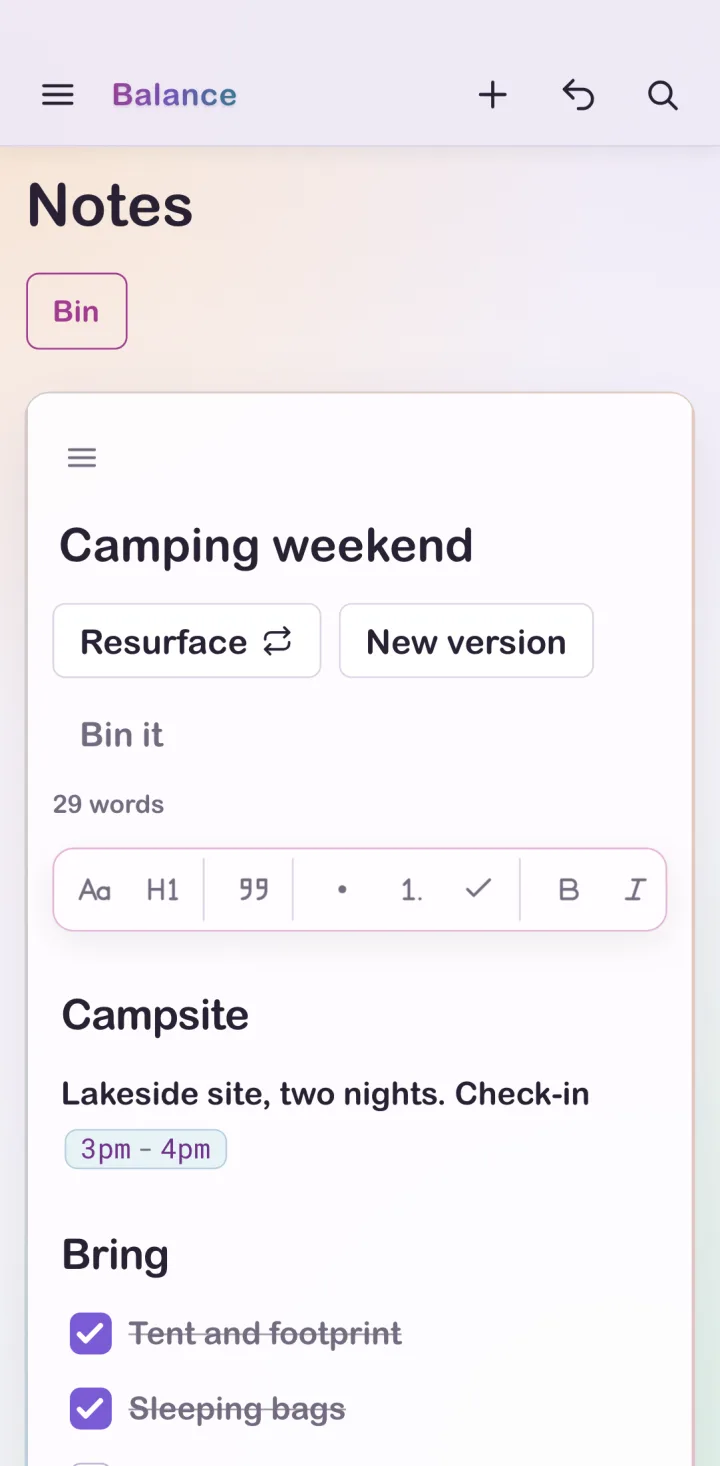 Balance
Notes
Bin
Camping weekend
Resurface
New version
Bin it
29 words
Aa H1 99 • 1. B I
Campsite
Lakeside site, two nights. Check-in
3pm – 4pm
Bring
Tent and footprint
Sleeping bags